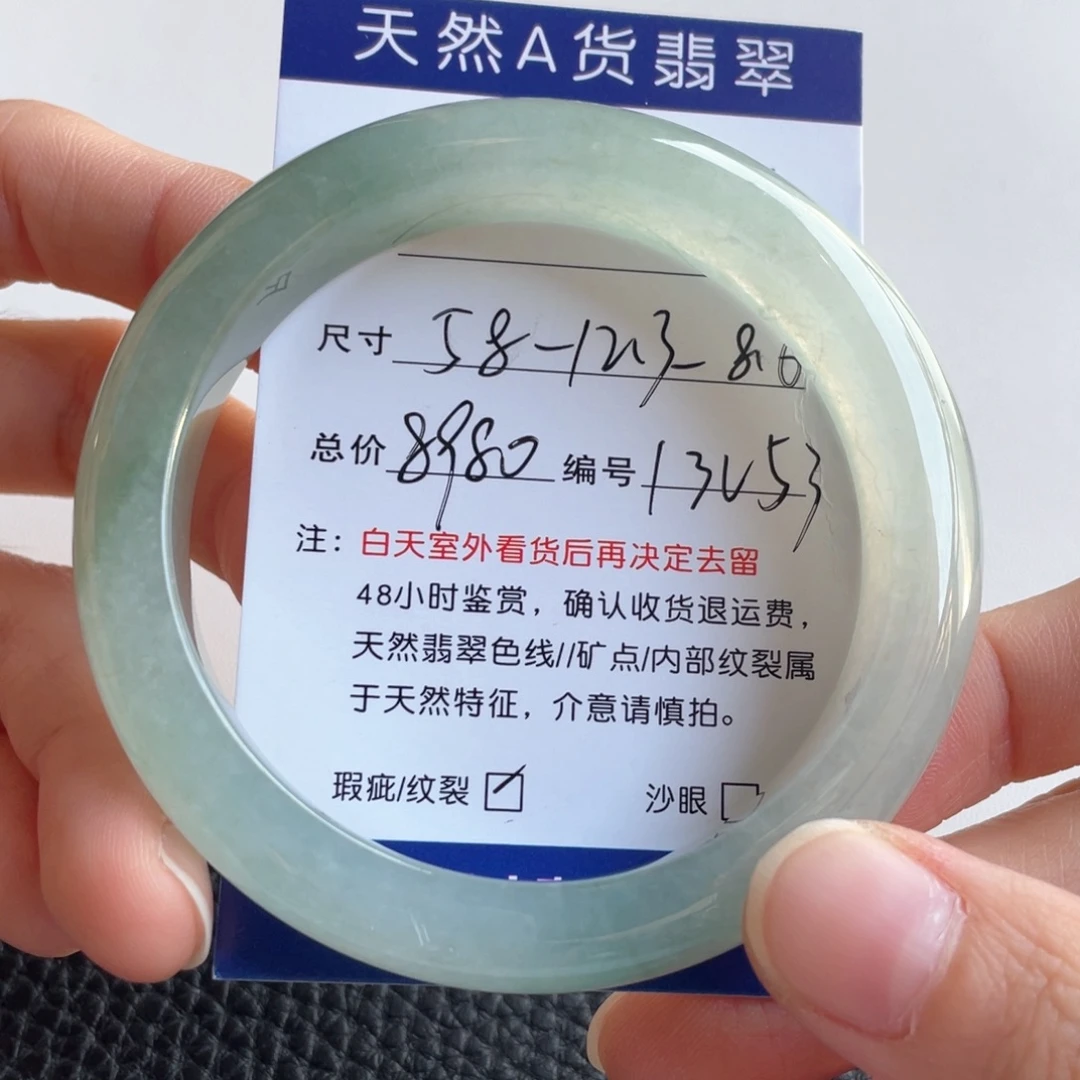 天然A货翡翠
尺寸 58-12.3-8.6
总价 8980 编号
注：白天室外看货后再决定去留
48小时鉴赏，确认收货退运费，
天然翡翠色线//矿点/内部纹裂属
于天然特征，介意请慎拍。
瑕疵/纹裂 沙眼